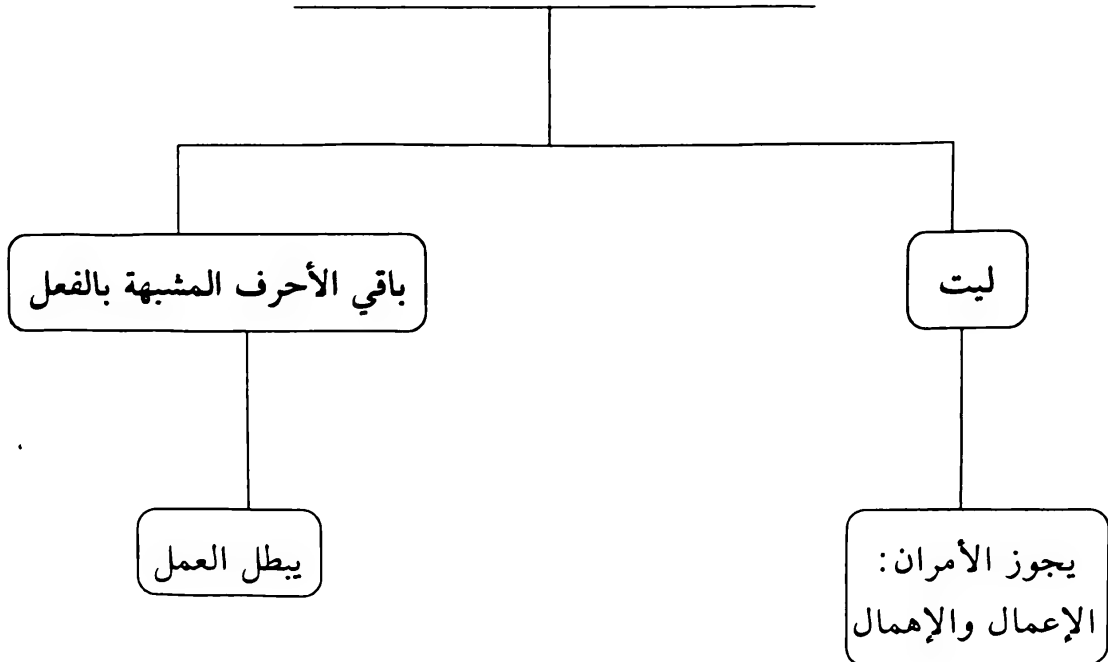 ليت
باقي الأحرف المشبهة بالفعل
يجوز الأمران:
الإعمال والإهمال
يبطل العمل